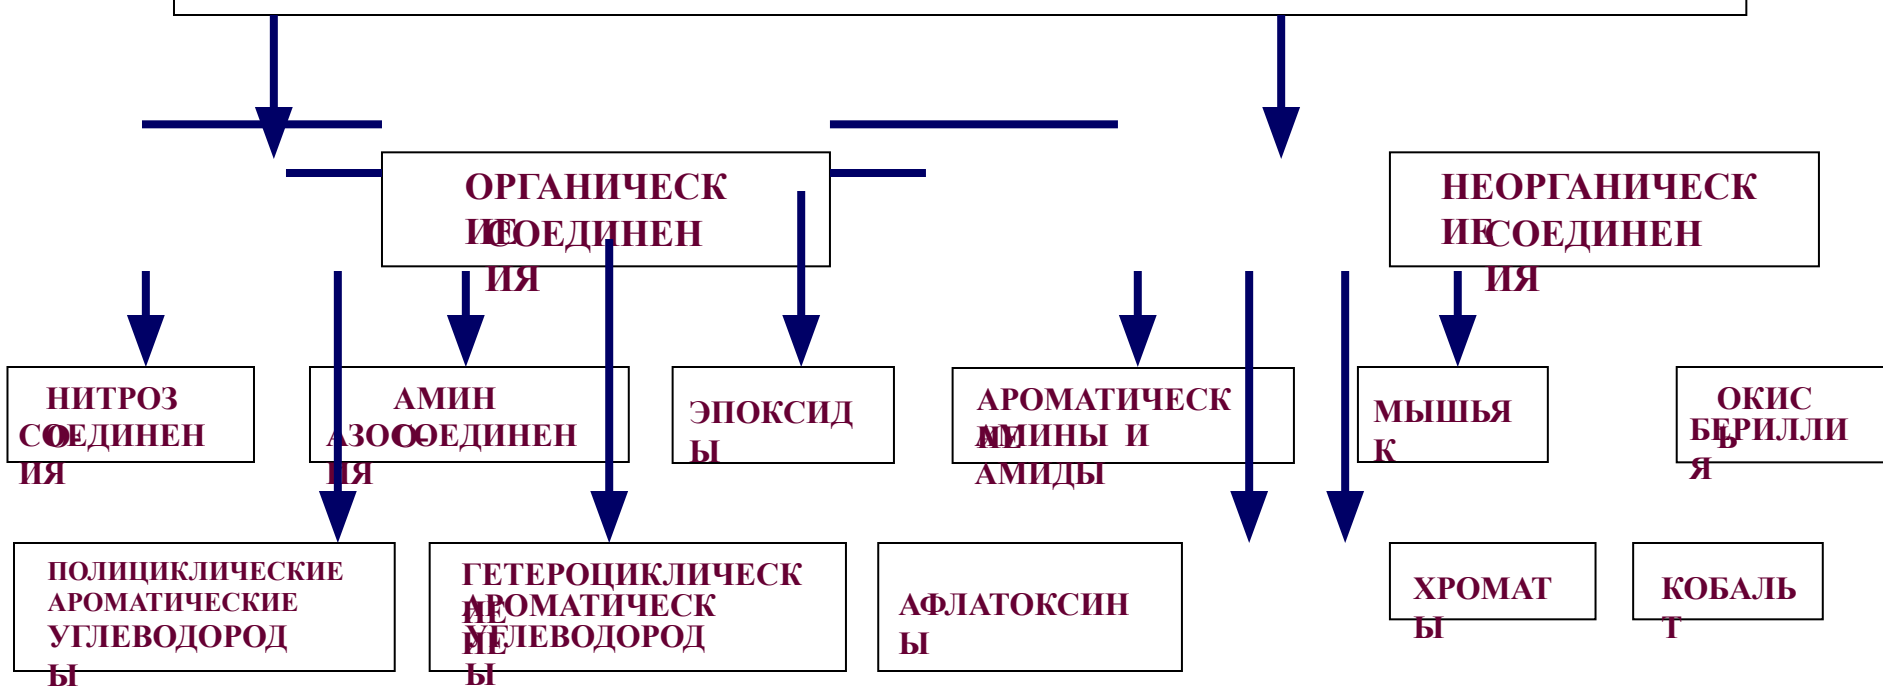 ОРГАНИЧЕСК
ИЕ
СОЕДИНЕН
ИЯ
НЕОРГАНИЧЕСК
ИЕ
СОЕДИНЕН
ИЯ
НИТРОЗ
О-
СОЕДИНЕН
ИЯ
АМИН
О-
АЗОСОЕДИНЕН
ИЯ
ЭПОКСИД
Ы
АРОМАТИЧЕСК
ИЕ
АМИНЫ И
АМИДЫ
МЫШЬЯ
К
ОКИС
Ь
БЕРИЛЛИ
Я
ПОЛИЦИКЛИЧЕСКИЕ
АРОМАТИЧЕСКИЕ
УГЛЕВОДОРОД
Ы
ГЕТЕРОЦИКЛИЧЕСК
ИЕ
АРОМАТИЧЕСК
ИЕ
УГЛЕВОДОРОД
Ы
АФЛАТОКСИН
Ы
ХРОМАТ
Ы
КОБАЛЬ
Т